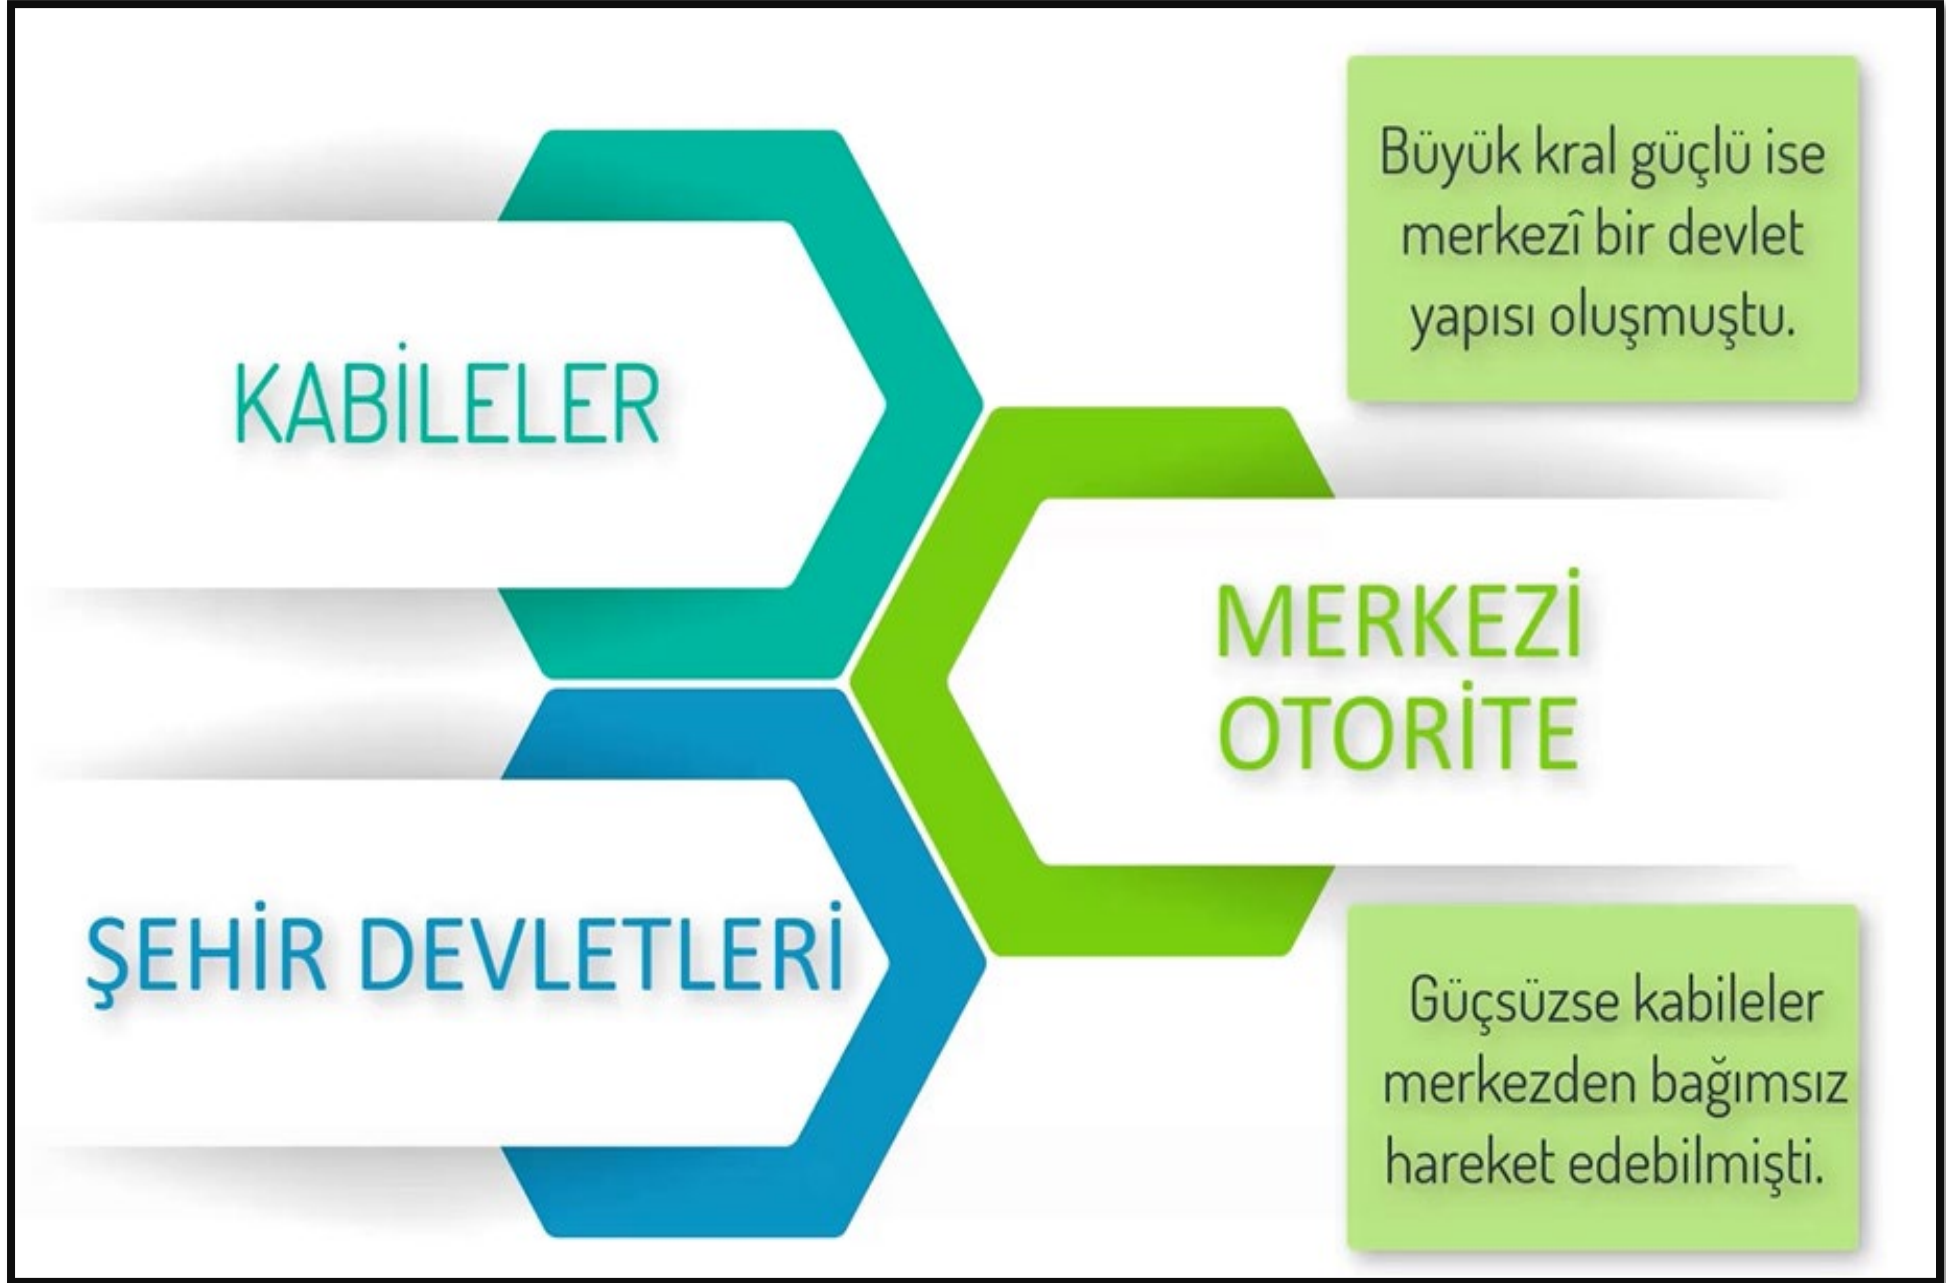 KABİLELER
ŞEHİR DEVLETLERİ
Büyük kral güçlü ise
merkezî bir devlet
yapısı oluşmuştu.
MERKEZİ
OTORİTE
Güçsüzse kabileler
merkezden bağımsız
hareket edebilmişti.